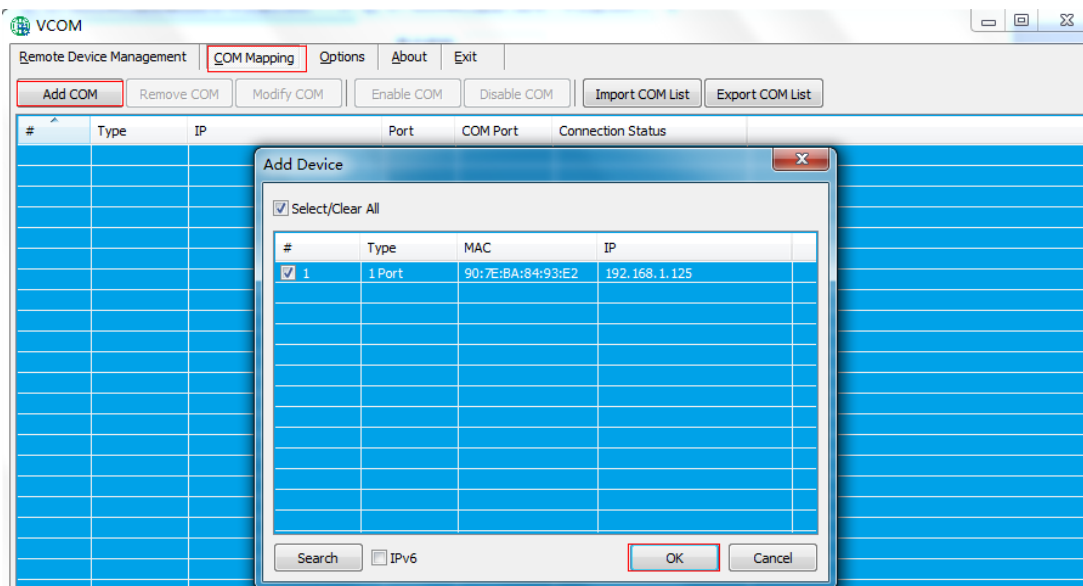 VCOM
Remote Device Management COM Mapping Options About Exit
Add COM Remove COM Modify COM Enable COM Disable COM Import COM List Export COM List
# Type IP Port COM Port Connection Status
Add Device
Select/Clear All
# Type MAC IP
1 1 Port 90:7E:BA:84:93:E2 192.168.1.125
Search IPv6 OK Cancel